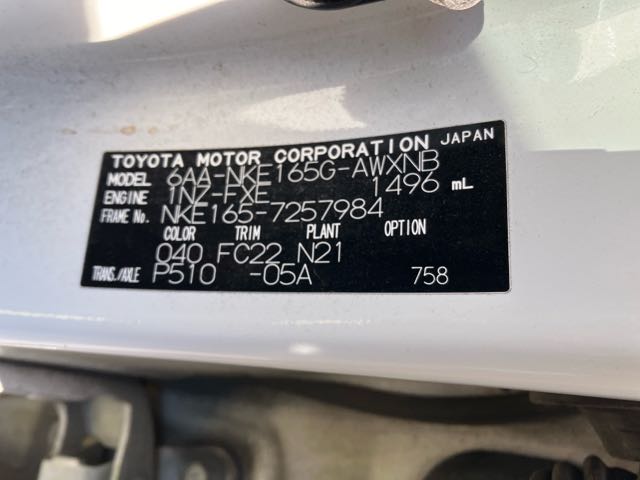 TOYOTA MOTOR CORPORATION JAPAN
MODEL 6AA-NKE165G-AWXNB
ENGINE 1NZ-FXE 1496 mL
FRAME No. NKE165-7257984
COLOR TRIM PLANT OPTION
040 FC22 N21
TRANS./AXLE P510 -05A 758